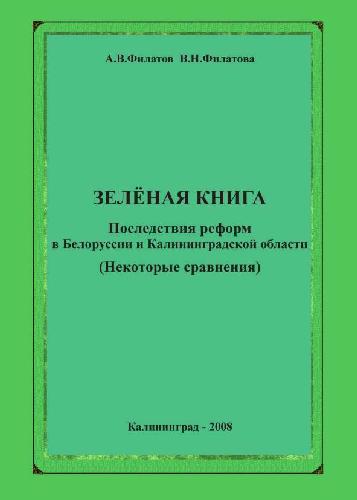 А.В.Филатов В.Н.Филатова
ЗЕЛЁНАЯ КНИГА
Последствия реформ
в Белоруссии и Калининградской области
(Некоторые сравнения)
Калининград - 2008